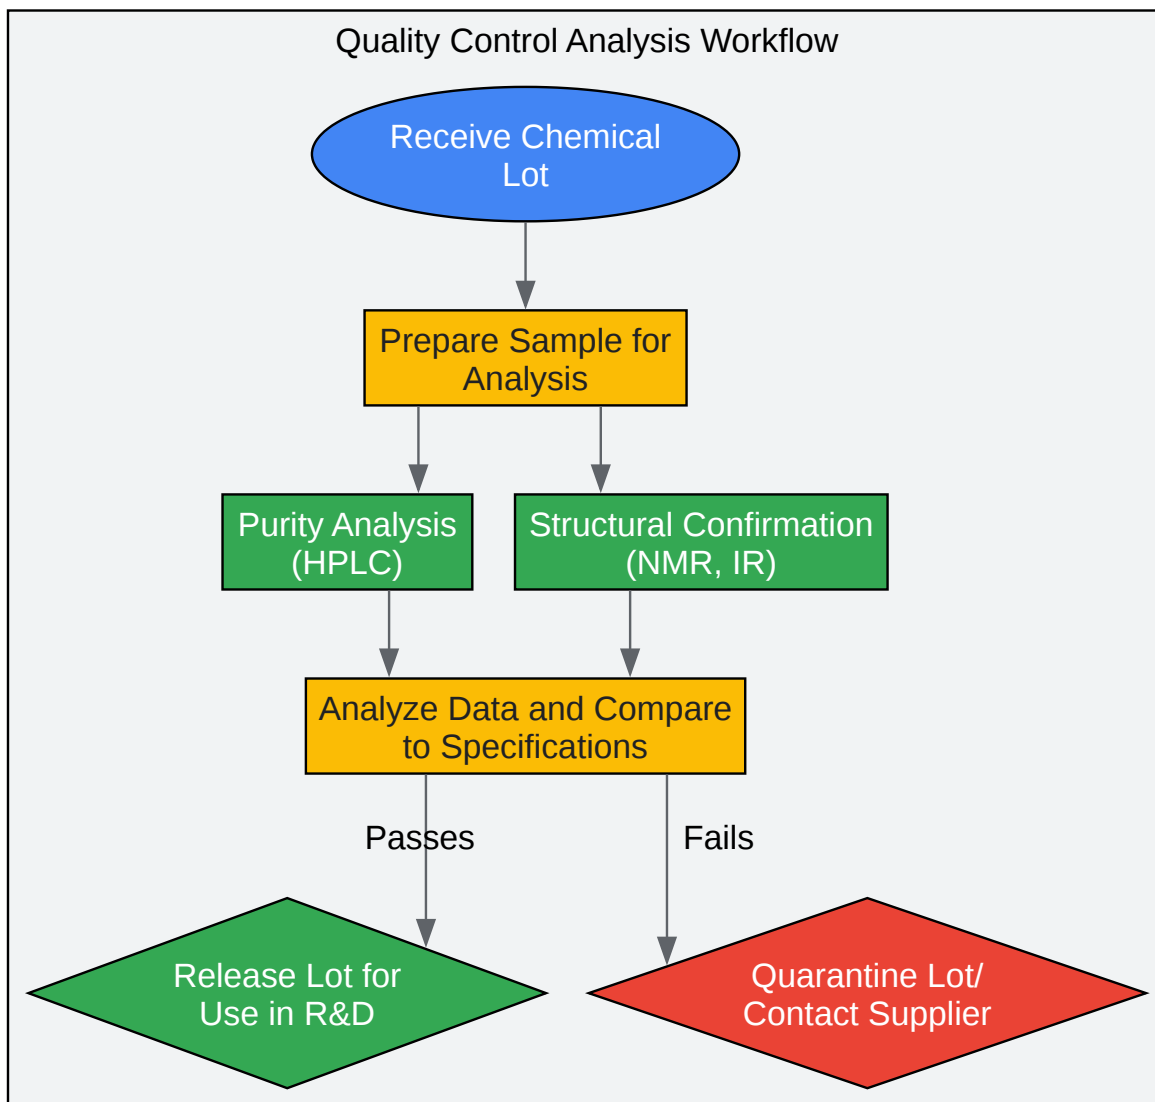 Quality Control Analysis Workflow
Receive Chemical
Lot
Prepare Sample for
Analysis
Purity Analysis
(HPLC)
Structural Confirmation
(NMR, IR)
Analyze Data and Compare
to Specifications
Passes
Fails
Release Lot for
Use in R&D
Quarantine Lot/
Contact Supplier